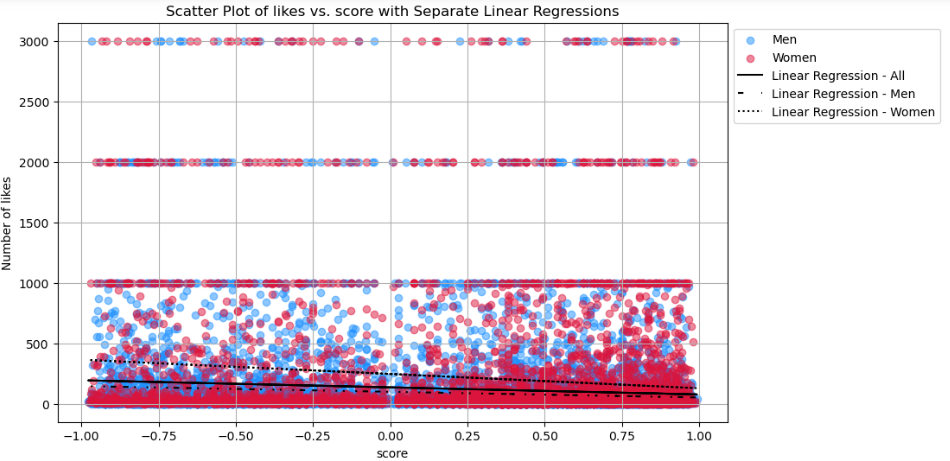 Scatter Plot of likes vs. score with Separate Linear Regressions
3000
2500
2000
1500
1000
500
0
Number of likes
−1.00 −0.75 −0.50 −0.25 0.00 0.25 0.50 0.75 1.00
score
Men
Women
Linear Regression - All
Linear Regression - Men
Linear Regression - Women